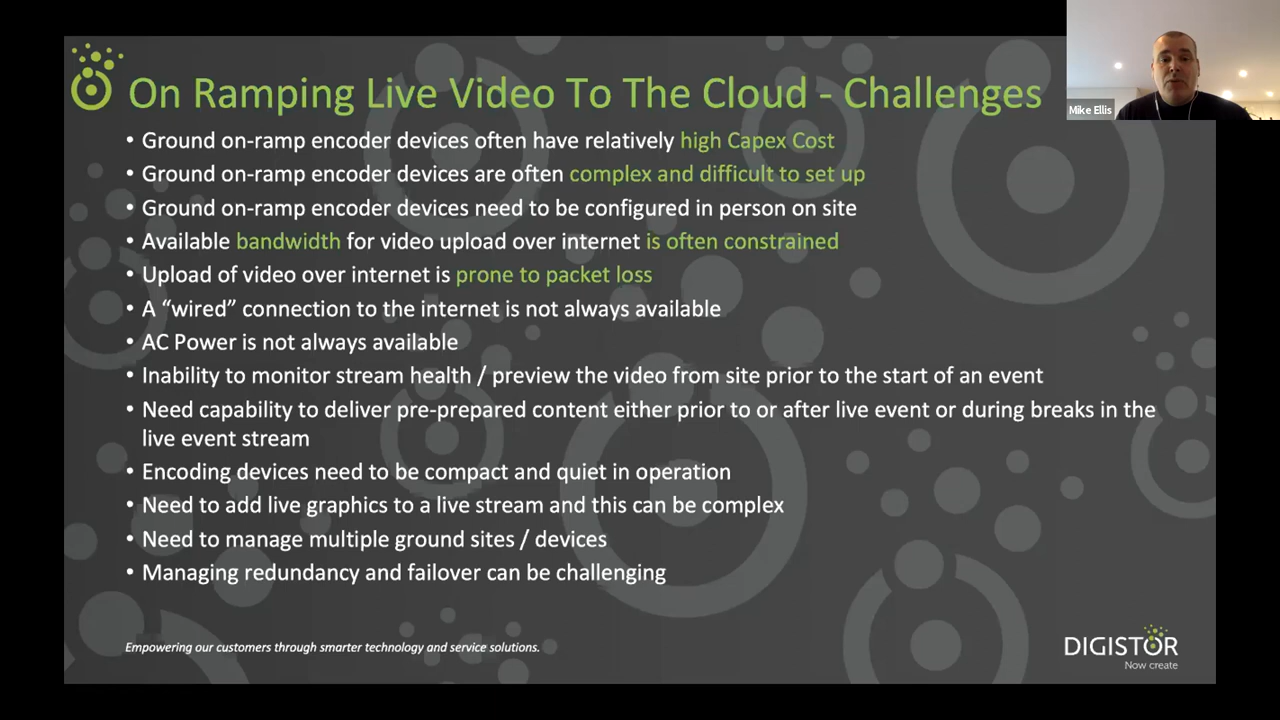 On Ramping Live Video To The Cloud - Challenges
Mike Ellis
• Ground on-ramp encoder devices often have relatively high Capex Cost
• Ground on-ramp encoder devices are often complex and difficult to set up
• Ground on-ramp encoder devices need to be configured in person on site
• Available bandwidth for video upload over internet is often constrained
• Upload of video over internet is prone to packet loss
• A “wired” connection to the internet is not always available
• AC Power is not always available
• Inability to monitor stream health / preview the video from site prior to the start of an event
• Need capability to deliver pre-prepared content either prior to or after live event or during breaks in the
live event stream
• Encoding devices need to be compact and quiet in operation
• Need to add live graphics to a live stream and this can be complex
• Need to manage multiple ground sites / devices
• Managing redundancy and failover can be challenging
Empowering our customers through smarter technology and service solutions.
DIGISTOR
Now create